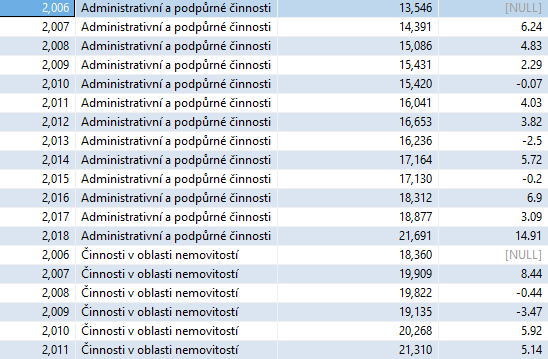 2,006 Administrativní a podpůrné činnosti 13,546 [NULL]
2,007 Administrativní a podpůrné činnosti 14,391 6.24
2,008 Administrativní a podpůrné činnosti 15,086 4.83
2,009 Administrativní a podpůrné činnosti 15,431 2.29
2,010 Administrativní a podpůrné činnosti 15,420 -0.07
2,011 Administrativní a podpůrné činnosti 16,041 4.03
2,012 Administrativní a podpůrné činnosti 16,653 3.82
2,013 Administrativní a podpůrné činnosti 16,236 -2.5
2,014 Administrativní a podpůrné činnosti 17,164 5.72
2,015 Administrativní a podpůrné činnosti 17,130 -0.2
2,016 Administrativní a podpůrné činnosti 18,312 6.9
2,017 Administrativní a podpůrné činnosti 18,877 3.09
2,018 Administrativní a podpůrné činnosti 21,691 14.91
2,006 Činnosti v oblasti nemovitostí 18,360 [NULL]
2,007 Činnosti v oblasti nemovitostí 19,909 8.44
2,008 Činnosti v oblasti nemovitostí 19,822 -0.44
2,009 Činnosti v oblasti nemovitostí 19,135 -3.47
2,010 Činnosti v oblasti nemovitostí 20,268 5.92
2,011 Činnosti v oblasti nemovitostí 21,310 5.14